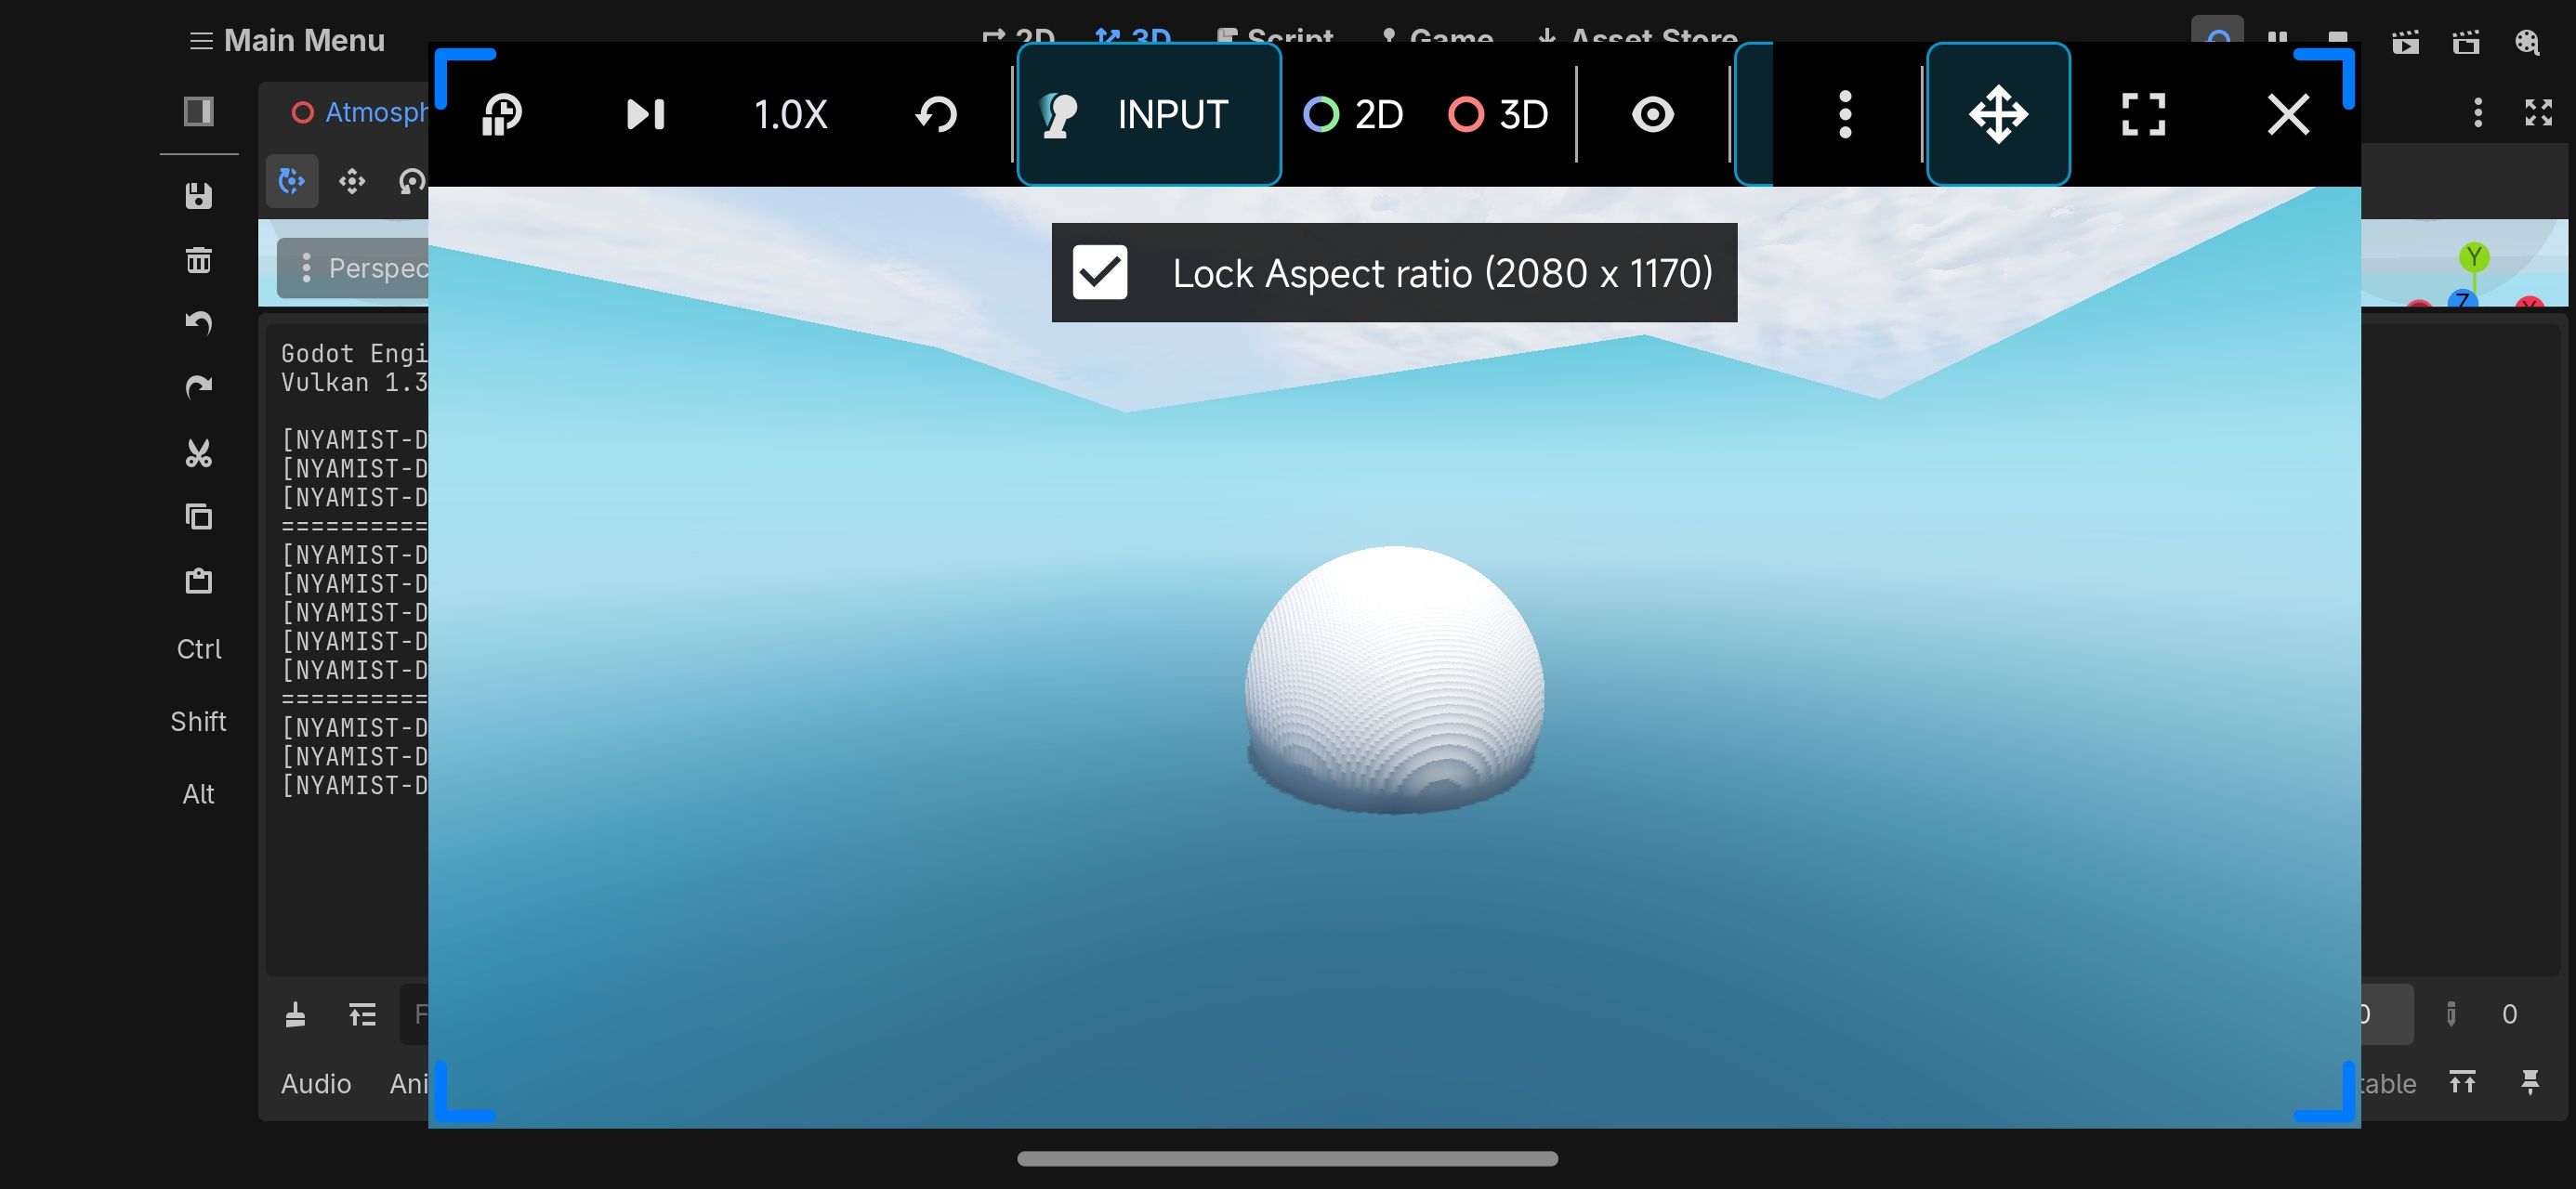 Main Menu
2D 3D Script Game Asset Store
1.0X INPUT 2D 3D
Atmosph
Lock Aspect ratio (2080 x 1170)
Perspec
Y
Z X
Godot Engi
Vulkan 1.3
[NYAMIST-D
[NYAMIST-D
[NYAMIST-D
==========
[NYAMIST-D
[NYAMIST-D
[NYAMIST-D
[NYAMIST-D
[NYAMIST-D
==========
[NYAMIST-D
[NYAMIST-D
[NYAMIST-D
Ctrl
Shift
Alt
F
0 0
Audio Ani
table